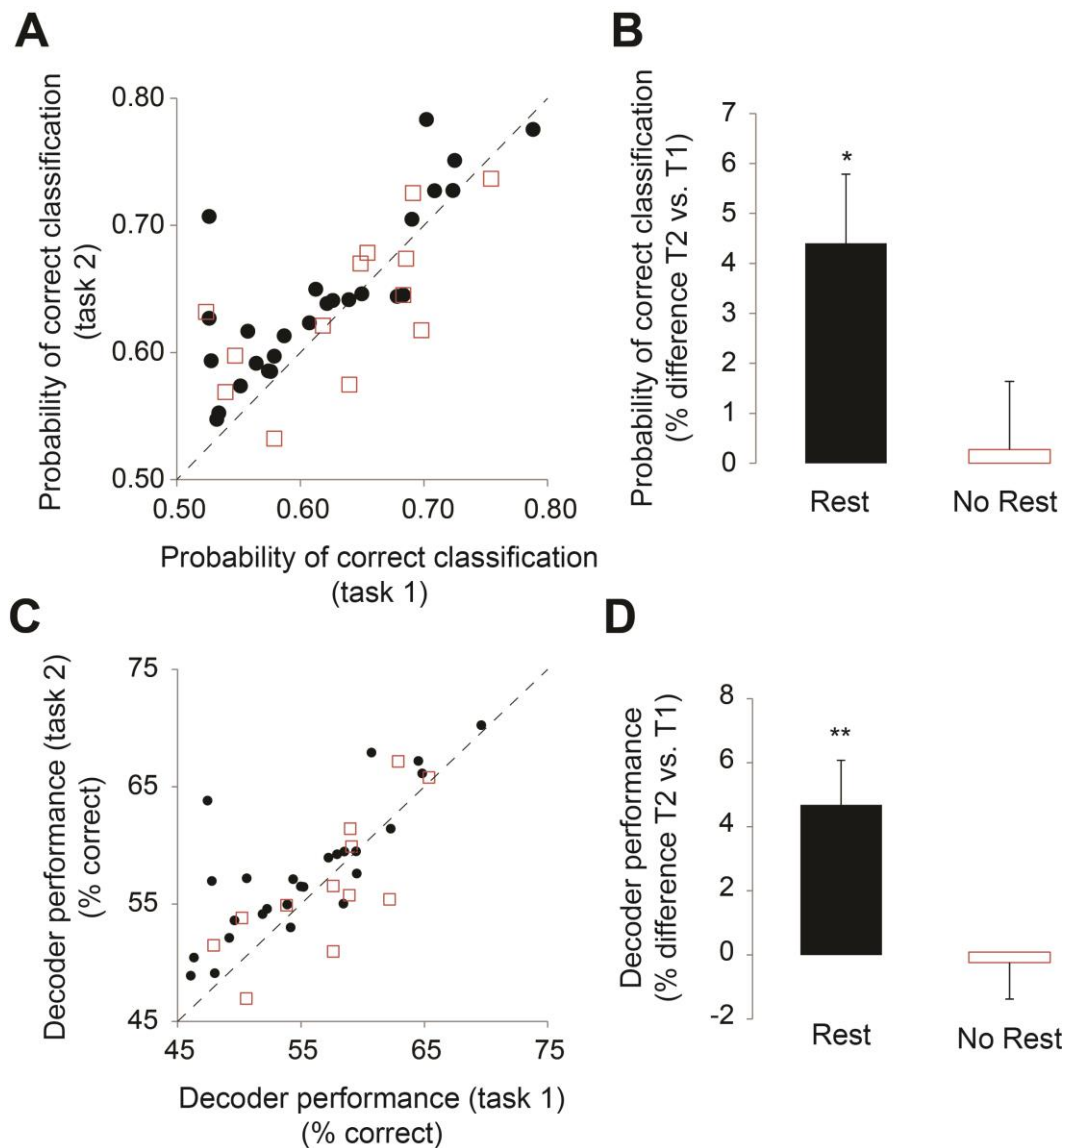 A
Probability of correct classification
(task 2)
0.80
0.70
0.60
0.50
0.50 0.60 0.70 0.80
Probability of correct classification
(task 1)
B
Probability of correct classification
(% difference T2 vs. T1)
7
6
5
4
3
2
1
0
*
Rest No Rest
C
Decoder performance (task 2)
(% correct)
75
65
55
45
45 55 65 75
Decoder performance (task 1)
(% correct)
D
Decoder performance
(% difference T2 vs. T1)
8
6
4
2
0
-2
**
Rest No Rest